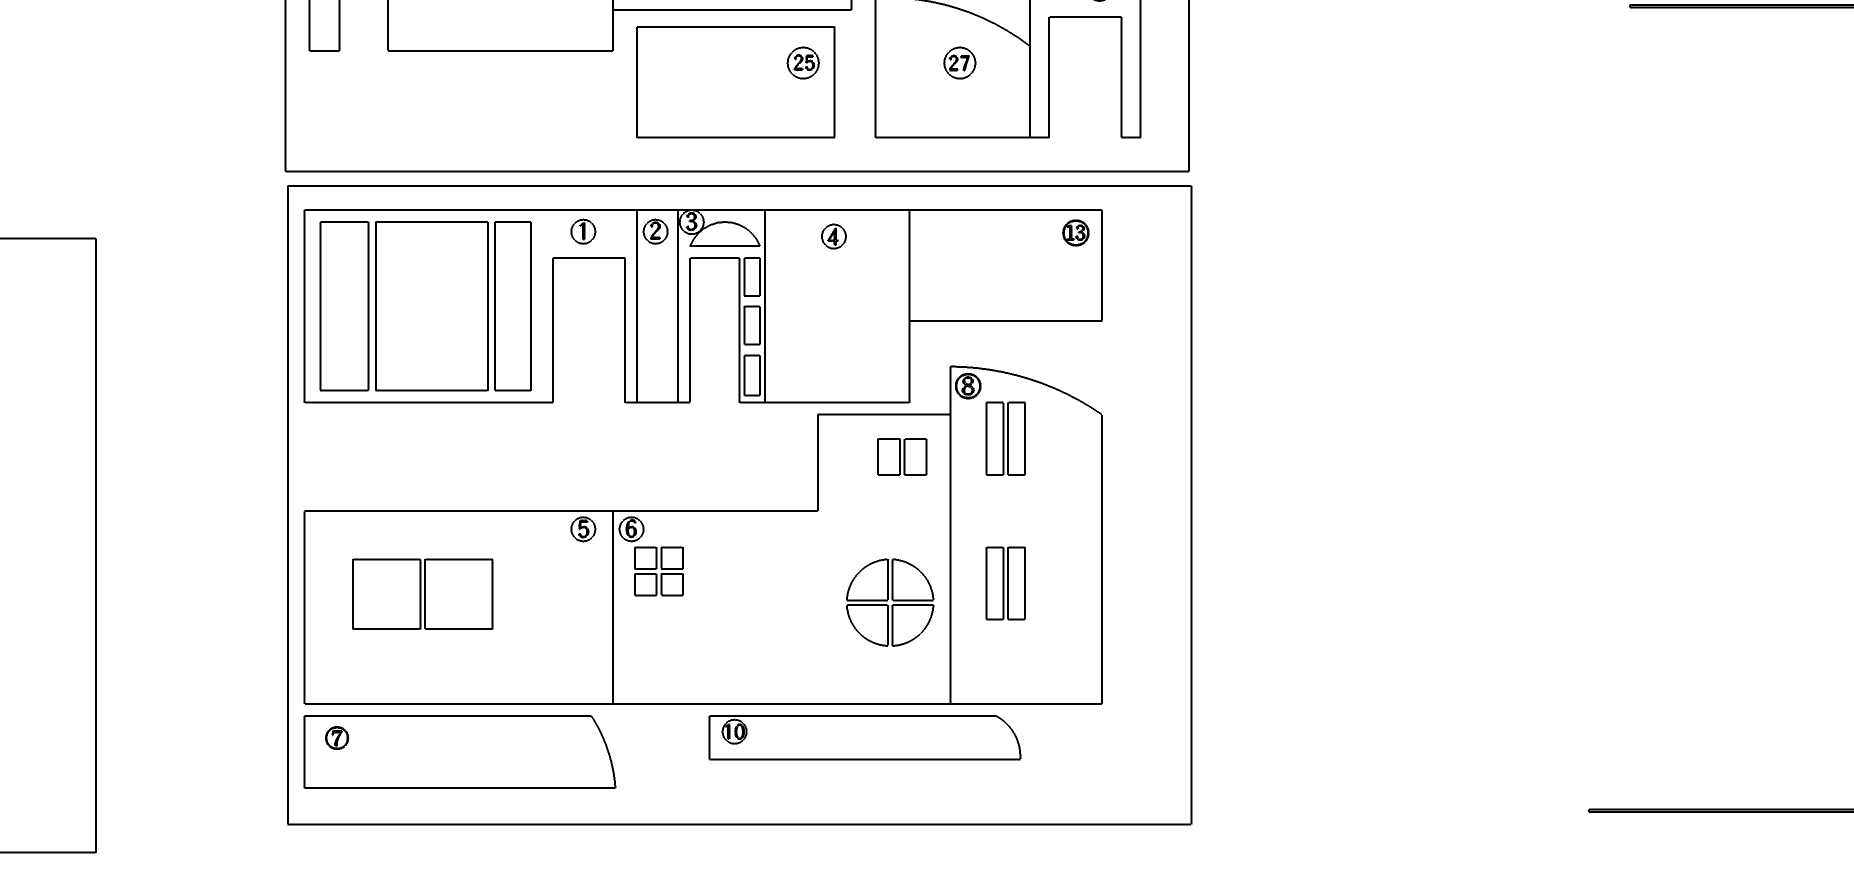 ㉕ ㉗
① ② ③ ④ ⑬
⑧
⑤ ⑥
⑦ ⑩